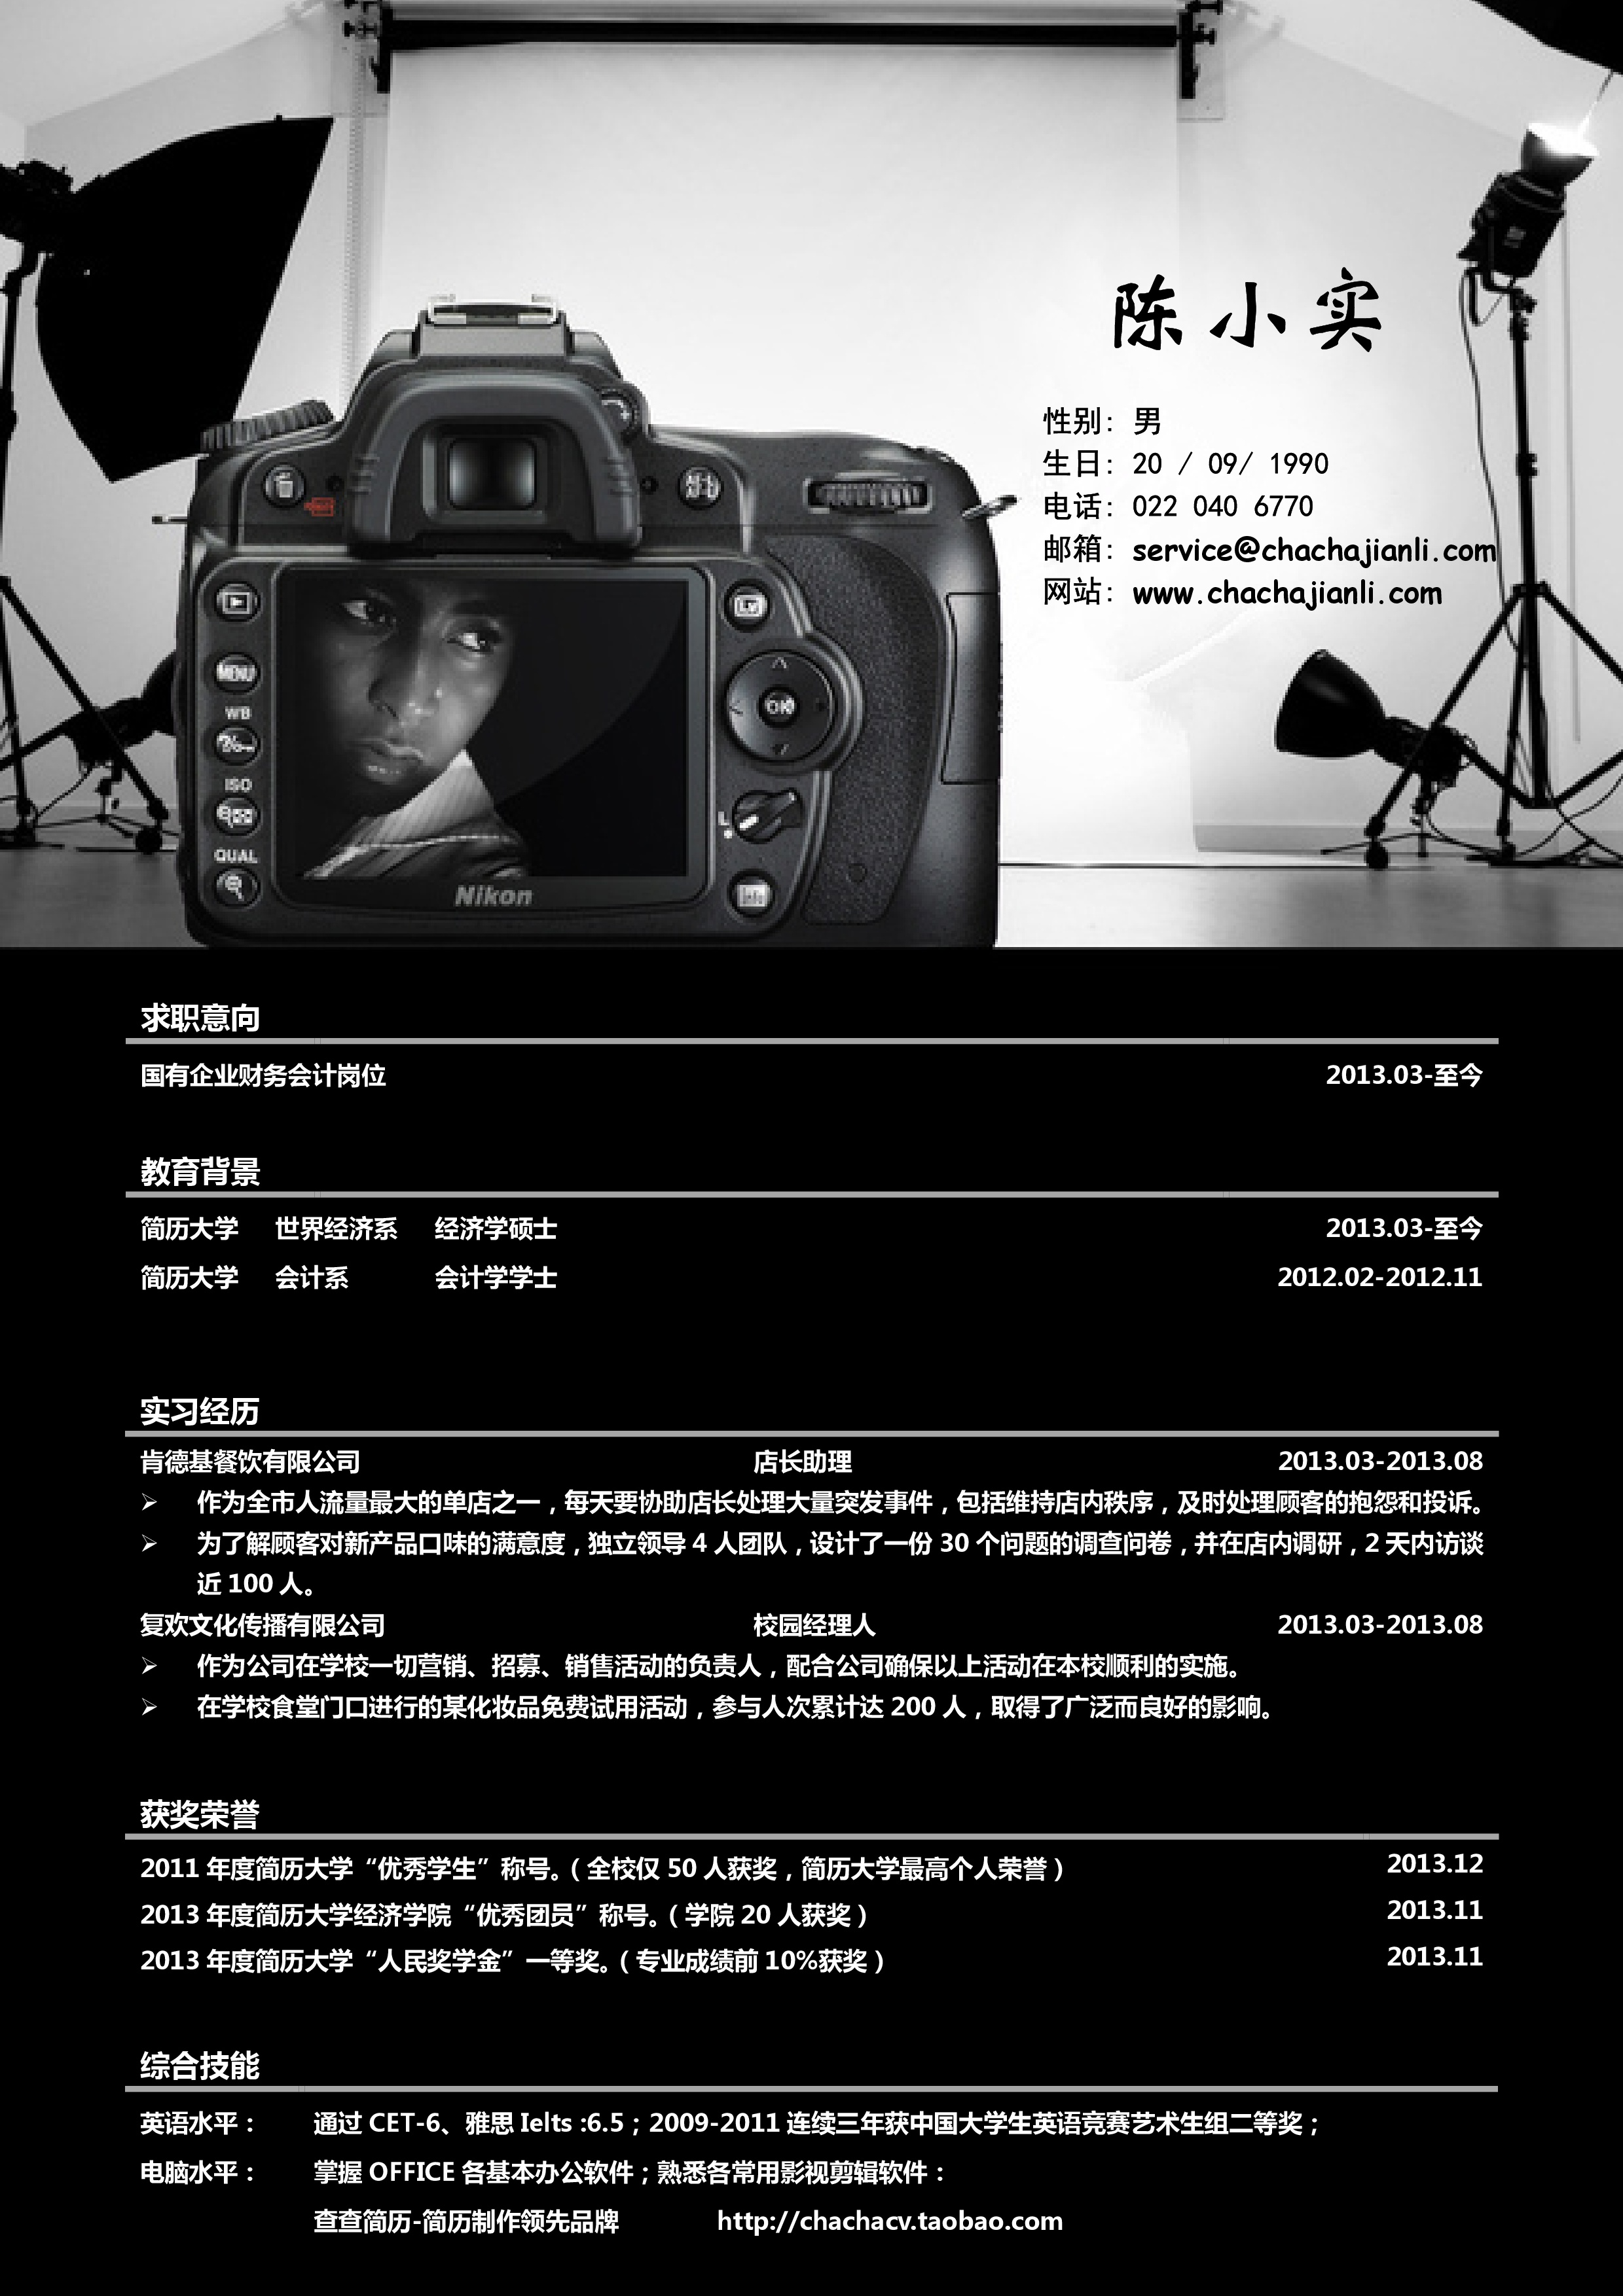 陈小实
性别: 男
生日: 20 / 09/ 1990
电话: 022 040 6770
邮箱: service@chachajianli.com
网站: www.chachajianli.com
MENU
WB
ISO
QUAL
Lv
OK
L
info
Nikon
求职意向
国有企业财务会计岗位 2013.03-至今
教育背景
简历大学 世界经济系 经济学硕士 2013.03-至今
简历大学 会计系 会计学学士 2012.02-2012.11
实习经历
肯德基餐饮有限公司 店长助理 2013.03-2013.08
作为全市人流量最大的单店之一，每天要协助店长处理大量突发事件，包括维持店内秩序，及时处理顾客的抱怨和投诉。
为了解顾客对新产品口味的满意度，独立领导 4 人团队，设计了一份 30 个问题的调查问卷，并在店内调研，2 天内访谈
近 100 人。
复欢文化传播有限公司 校园经理人 2013.03-2013.08
作为公司在学校一切营销、招募、销售活动的负责人，配合公司确保以上活动在本校顺利的实施。
在学校食堂门口进行的某化妆品免费试用活动，参与人次累计达 200 人，取得了广泛而良好的影响。
获奖荣誉
2011 年度简历大学“优秀学生”称号。（全校仅 50 人获奖，简历大学最高个人荣誉） 2013.12
2013 年度简历大学经济学院“优秀团员”称号。（学院 20 人获奖） 2013.11
2013 年度简历大学“人民奖学金”一等奖。（专业成绩前 10%获奖） 2013.11
综合技能
英语水平： 通过 CET-6、雅思 Ielts :6.5；2009-2011 连续三年获中国大学生英语竞赛艺术生组二等奖；
电脑水平： 掌握 OFFICE 各基本办公软件；熟悉各常用影视剪辑软件：
查查简历-简历制作领先品牌 http://chachacv.taobao.com